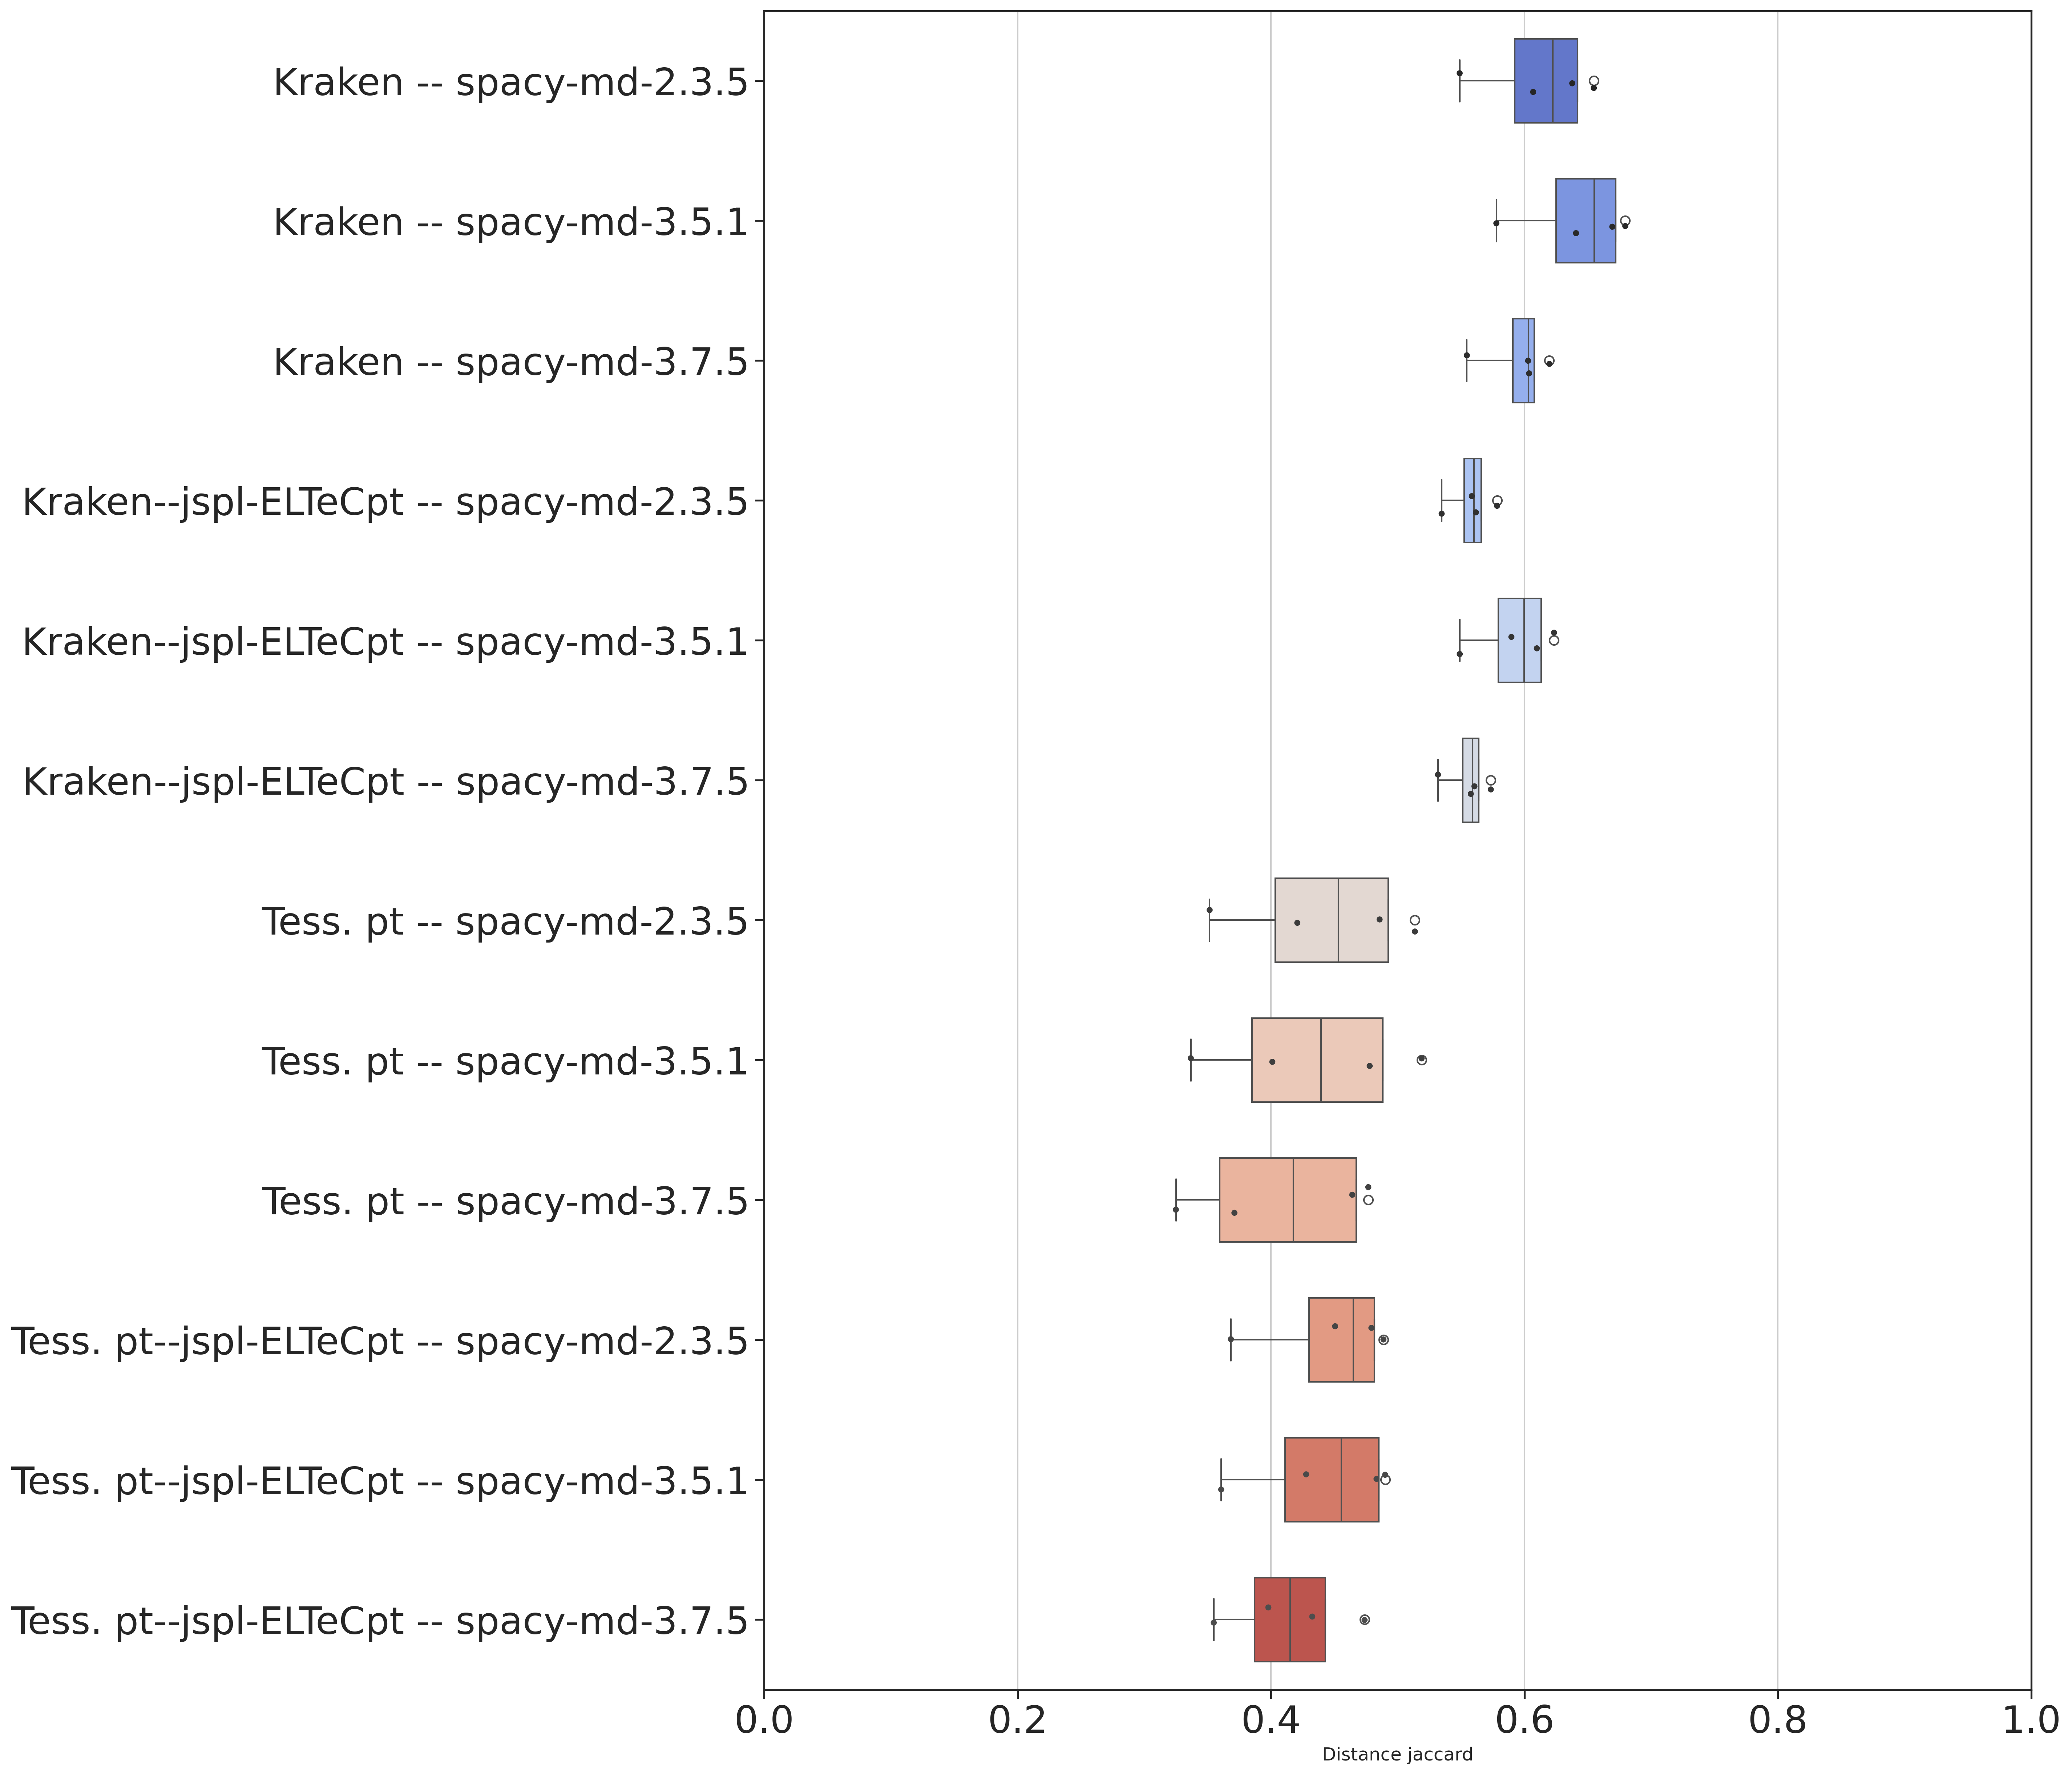 Kraken -- spacy-md-2.3.5
Kraken -- spacy-md-3.5.1
Kraken -- spacy-md-3.7.5
Kraken--jspl-ELTeCpt -- spacy-md-2.3.5
Kraken--jspl-ELTeCpt -- spacy-md-3.5.1
Kraken--jspl-ELTeCpt -- spacy-md-3.7.5
Tess. pt -- spacy-md-2.3.5
Tess. pt -- spacy-md-3.5.1
Tess. pt -- spacy-md-3.7.5
Tess. pt--jspl-ELTeCpt -- spacy-md-2.3.5
Tess. pt--jspl-ELTeCpt -- spacy-md-3.5.1
Tess. pt--jspl-ELTeCpt -- spacy-md-3.7.5
0.0 0.2 0.4 0.6 0.8 1.0
Distance jaccard